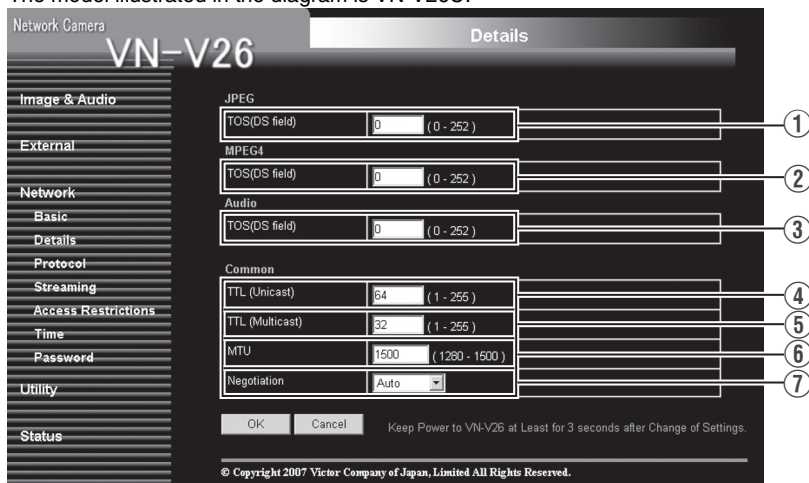 The model illustrated in the diagram is VN-V26U.
Network Camera
VN-V26
Details
Image & Audio
External
Network
Basic
Details
Protocol
Streaming
Access Restrictions
Time
Password
Utility
Status
JPEG
TOS(DS field) 0 ( 0 - 252 ) ①
MPEG4
TOS(DS field) 0 ( 0 - 252 ) ②
Audio
TOS(DS field) 0 ( 0 - 252 ) ③
Common
TTL (Unicast) 64 ( 1 - 255 ) ④
TTL (Multicast) 32 ( 1 - 255 ) ⑤
MTU 1500 ( 1280 - 1500 ) ⑥
Negotiation Auto ⑦
OK Cancel Keep Power to VN-V26 at Least for 3 seconds after Change of Settings.
© Copyright 2007 Victor Company of Japan, Limited All Rights Reserved.